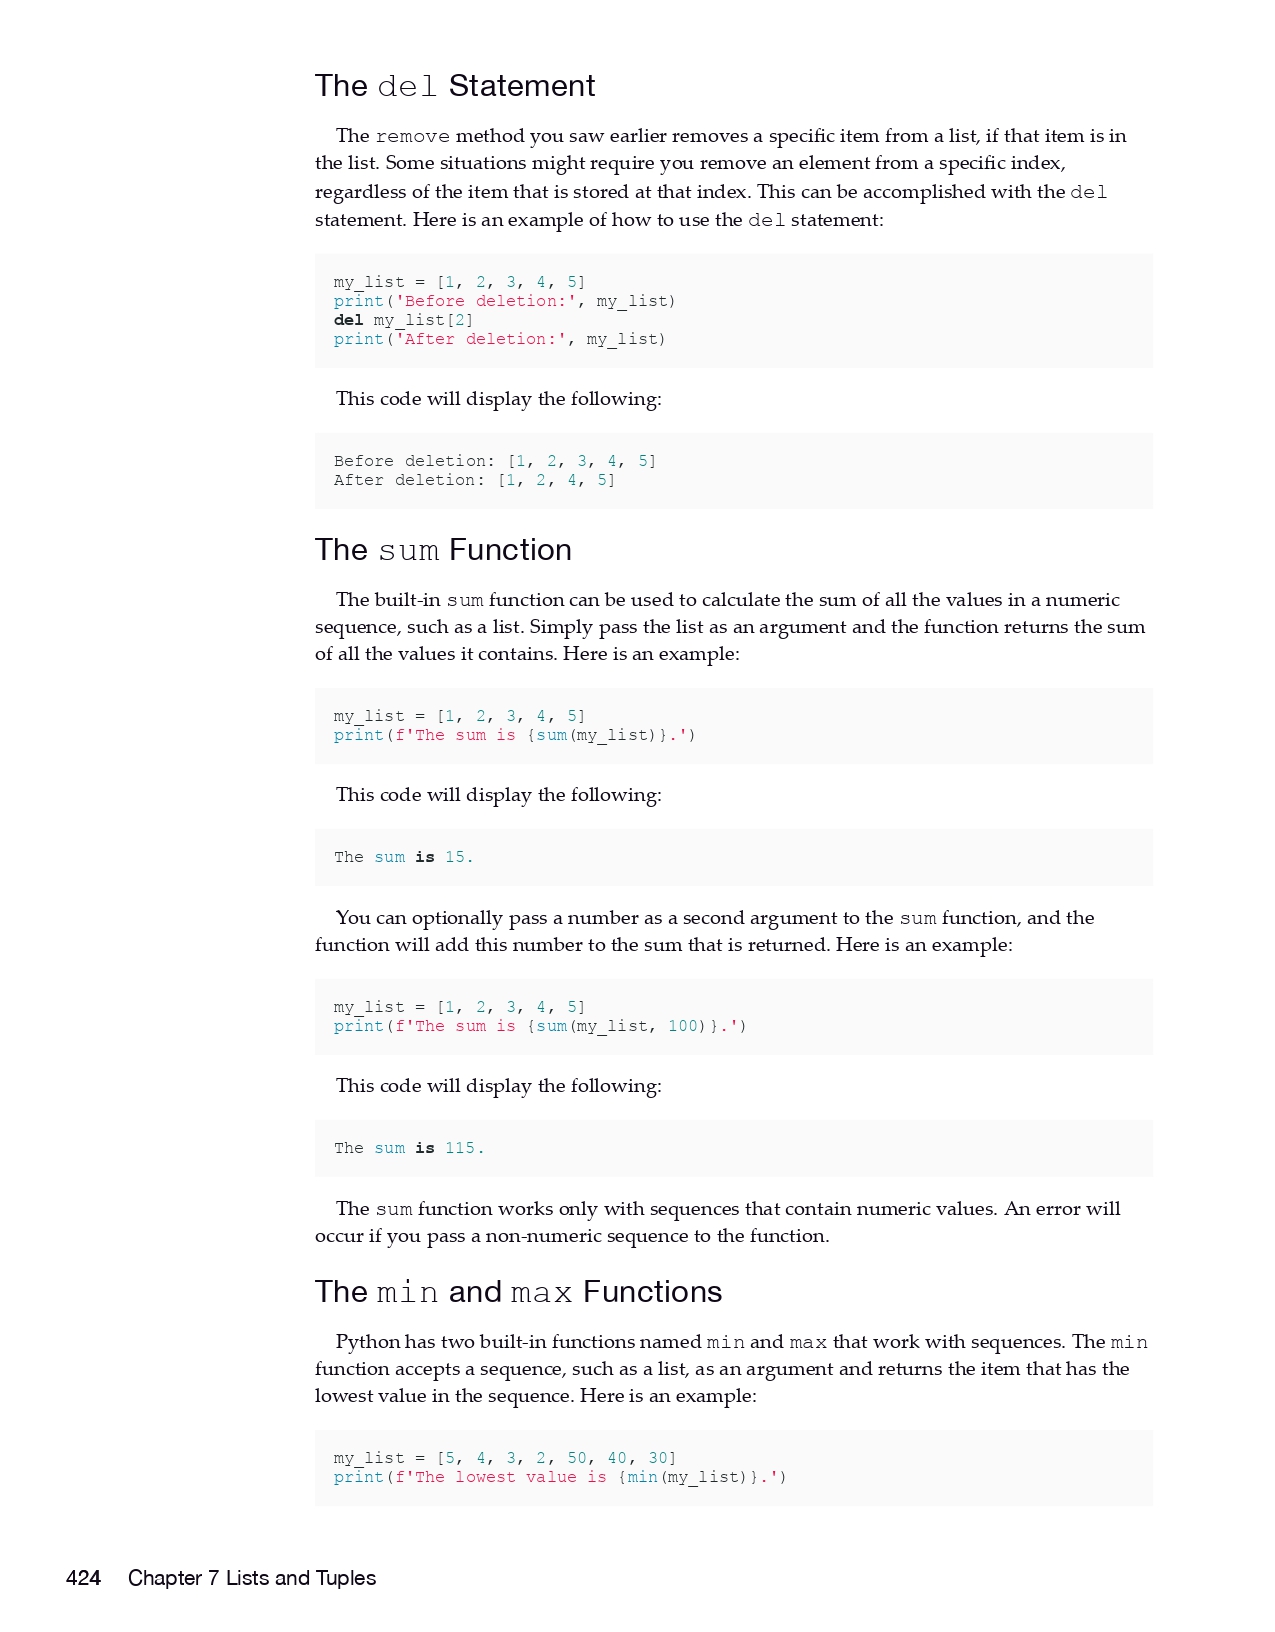 The del Statement
The remove method you saw earlier removes a specific item from a list, if that item is in
the list. Some situations might require you remove an element from a specific index,
regardless of the item that is stored at that index. This can be accomplished with the del
statement. Here is an example of how to use the del statement:
my_list = [1, 2, 3, 4, 5]
print('Before deletion:', my_list)
del my_list[2]
print('After deletion:', my_list)
This code will display the following:
Before deletion: [1, 2, 3, 4, 5]
After deletion: [1, 2, 4, 5]
The sum Function
The built-in sum function can be used to calculate the sum of all the values in a numeric
sequence, such as a list. Simply pass the list as an argument and the function returns the sum
of all the values it contains. Here is an example:
my_list = [1, 2, 3, 4, 5]
print(f'The sum is {sum(my_list)}.')
This code will display the following:
The sum is 15.
You can optionally pass a number as a second argument to the sum function, and the
function will add this number to the sum that is returned. Here is an example:
my_list = [1, 2, 3, 4, 5]
print(f'The sum is {sum(my_list, 100)}.')
This code will display the following:
The sum is 115.
The sum function works only with sequences that contain numeric values. An error will
occur if you pass a non-numeric sequence to the function.
The min and max Functions
Python has two built-in functions named min and max that work with sequences. The min
function accepts a sequence, such as a list, as an argument and returns the item that has the
lowest value in the sequence. Here is an example:
my_list = [5, 4, 3, 2, 50, 40, 30]
print(f'The lowest value is {min(my_list)}.')
424 Chapter 7 Lists and Tuples